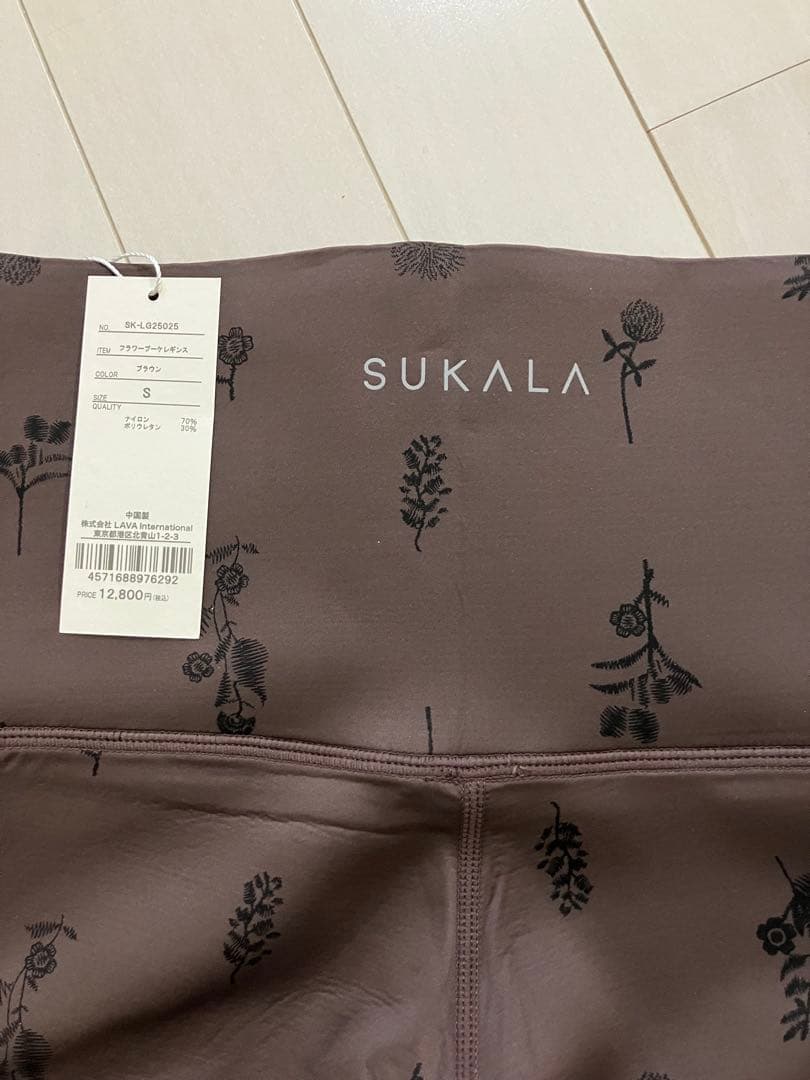 SUKALA
NO. SK-LG25025
ITEM フラワーブーケレギンス
COLOR ブラウン
SIZE S
QUALITY
ナイロン 70%
ポリウレタン 30%
中国製
株式会社 LAVA International
東京都港区北青山1-2-3
4571688976292
PRICE 12,800円(税込)